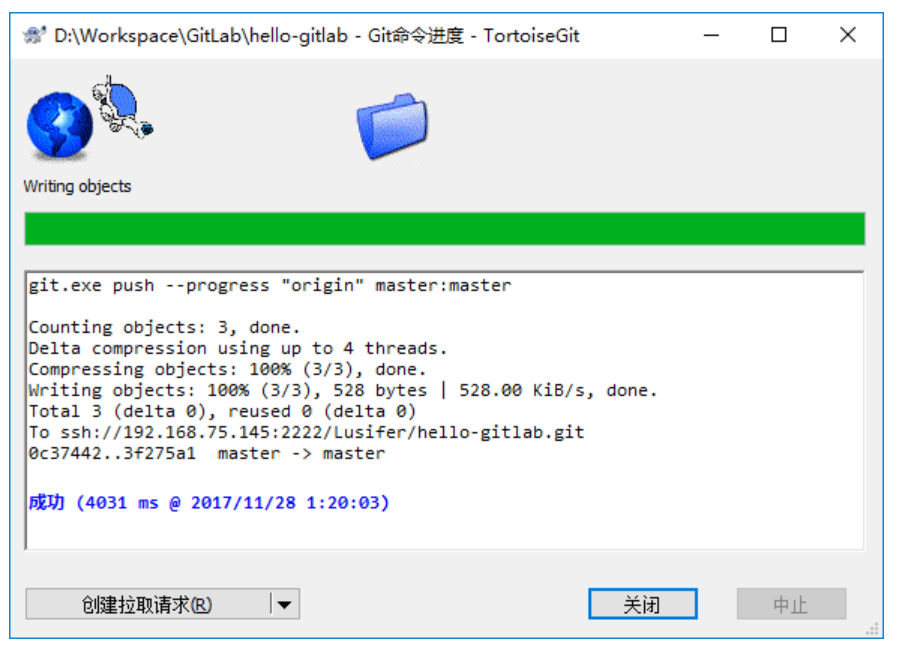 D:\Workspace\GitLab\hello-gitlab - Git命令进度 - TortoiseGit
Writing objects
git.exe push --progress "origin" master:master
Counting objects: 3, done.
Delta compression using up to 4 threads.
Compressing objects: 100% (3/3), done.
Writing objects: 100% (3/3), 528 bytes | 528.00 KiB/s, done.
Total 3 (delta 0), reused 0 (delta 0)
To ssh://192.168.75.145:2222/Lusifer/hello-gitlab.git
0c37442..3f275a1  master -> master
成功 (4031 ms @ 2017/11/28 1:20:03)
创建拉取请求(R)
关闭
中止